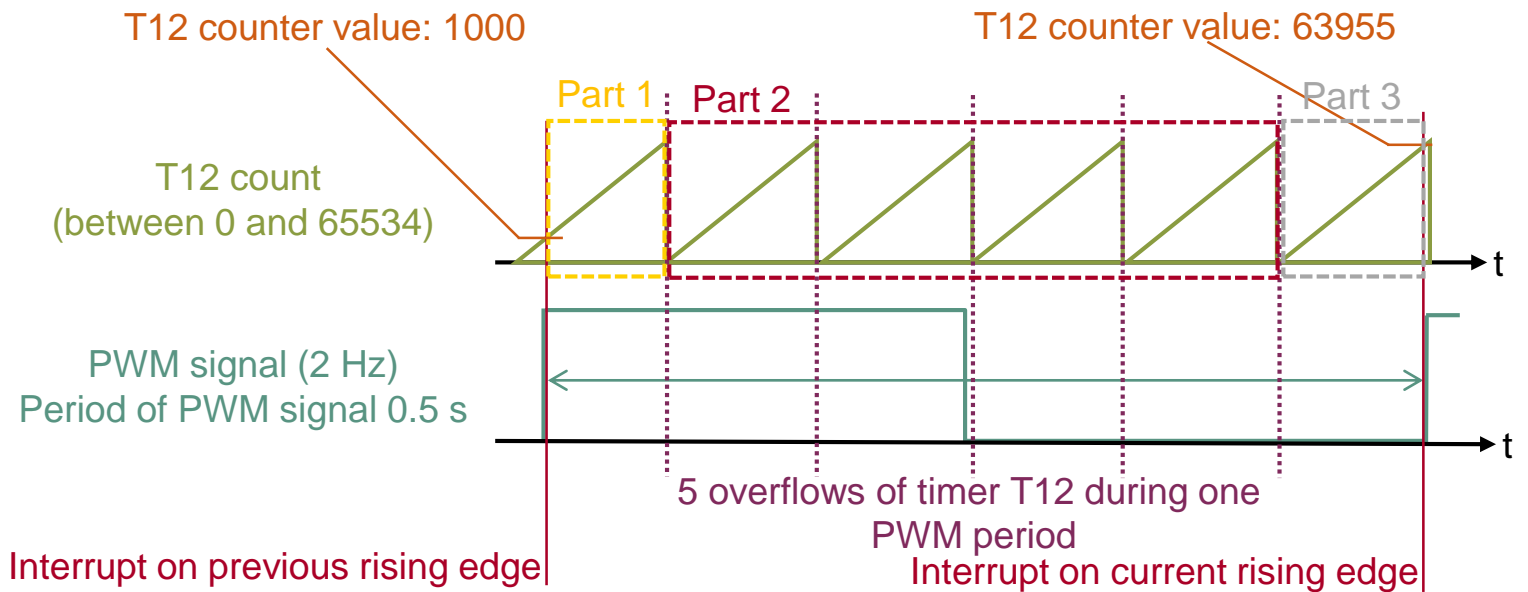 T12 counter value: 1000
T12 counter value: 63955
Part 1
Part 2
Part 3
T12 count
(between 0 and 65534)
t
PWM signal (2 Hz)
Period of PWM signal 0.5 s
t
5 overflows of timer T12 during one
PWM period
Interrupt on previous rising edge
Interrupt on current rising edge